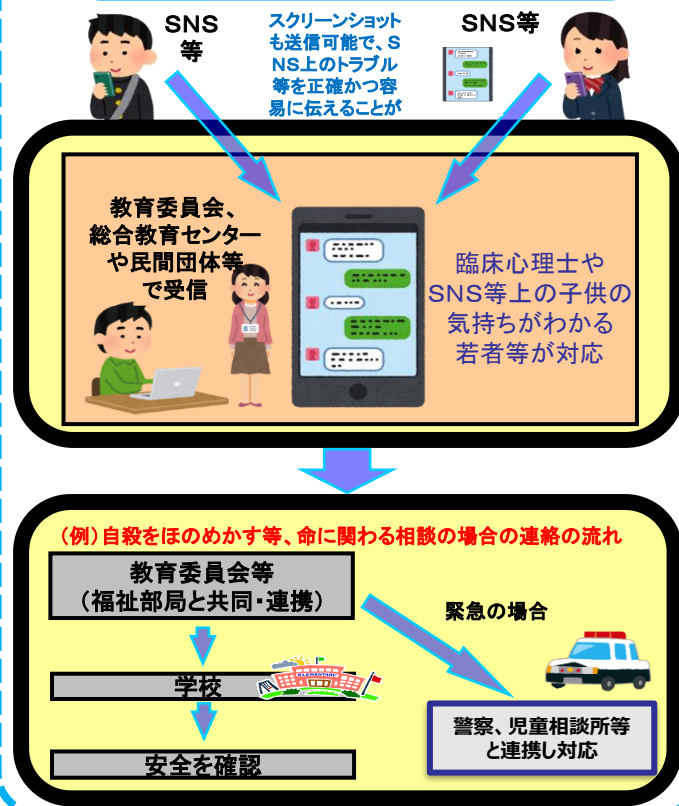 SNS
等
スクリーンショット
も送信可能で、S
NS上のトラブル
等を正確かつ容
易に伝えることが
SNS等
教育委員会、
総合教育センター
や民間団体等
で受信
臨床心理士や
SNS等上の子供の
気持ちがわかる
若者等が対応
(例)自殺をほのめかす等、命に関わる相談の場合の連絡の流れ
教育委員会等
(福祉部局と共同・連携)
緊急の場合
学校
ELEMENTARY
警察、児童相談所等
と連携し対応
安全を確認